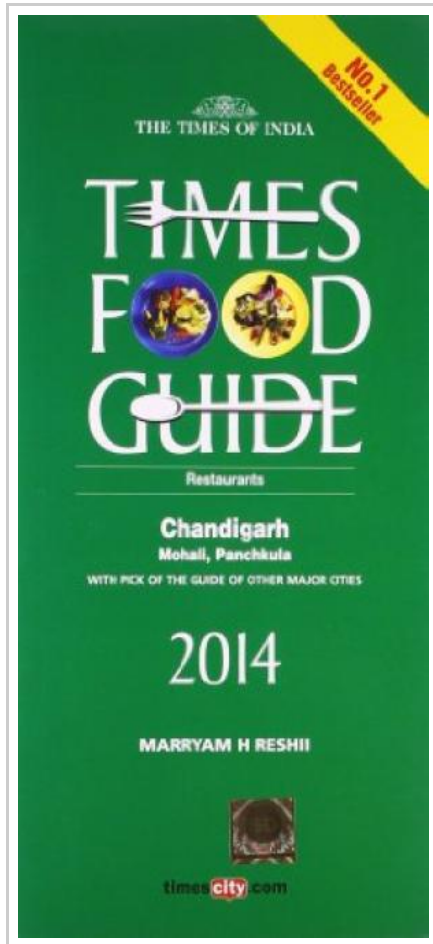 No.1
Bestseller
THE TIMES OF INDIA
TIMES
FOOD
GUIDE
Restaurants
Chandigarh
Mohali, Panchkula
WITH PICK OF THE GUIDE OF OTHER MAJOR CITIES
2014
MARRYAM H RESHII
timescity.com